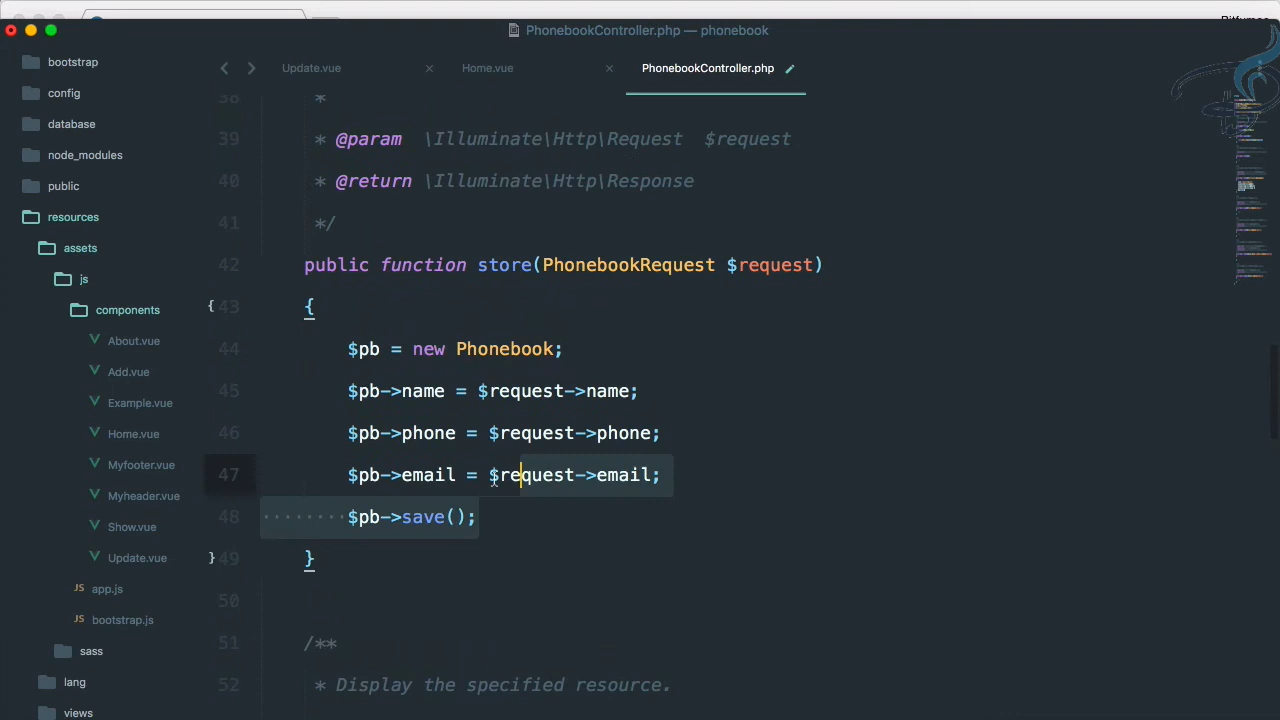 PhonebookController.php — phonebook
Update.vue × Home.vue × PhonebookController.php
bootstrap
config
database
node_modules
public
resources
assets
js
components
About.vue
Add.vue
Example.vue
Home.vue
Myfooter.vue
Myheader.vue
Show.vue
Update.vue
JS app.js
JS bootstrap.js
sass
lang
views
38 *
39 * @param \Illuminate\Http\Request $request
40 * @return \Illuminate\Http\Response
41 */
42 public function store(PhonebookRequest $request)
{ 43 {
44 $pb = new Phonebook;
45 $pb->name = $request->name;
46 $pb->phone = $request->phone;
47 $pb->email = $request->email;
48 ········$pb->save();
} 49 }
50
51 /**
52 * Display the specified resource.